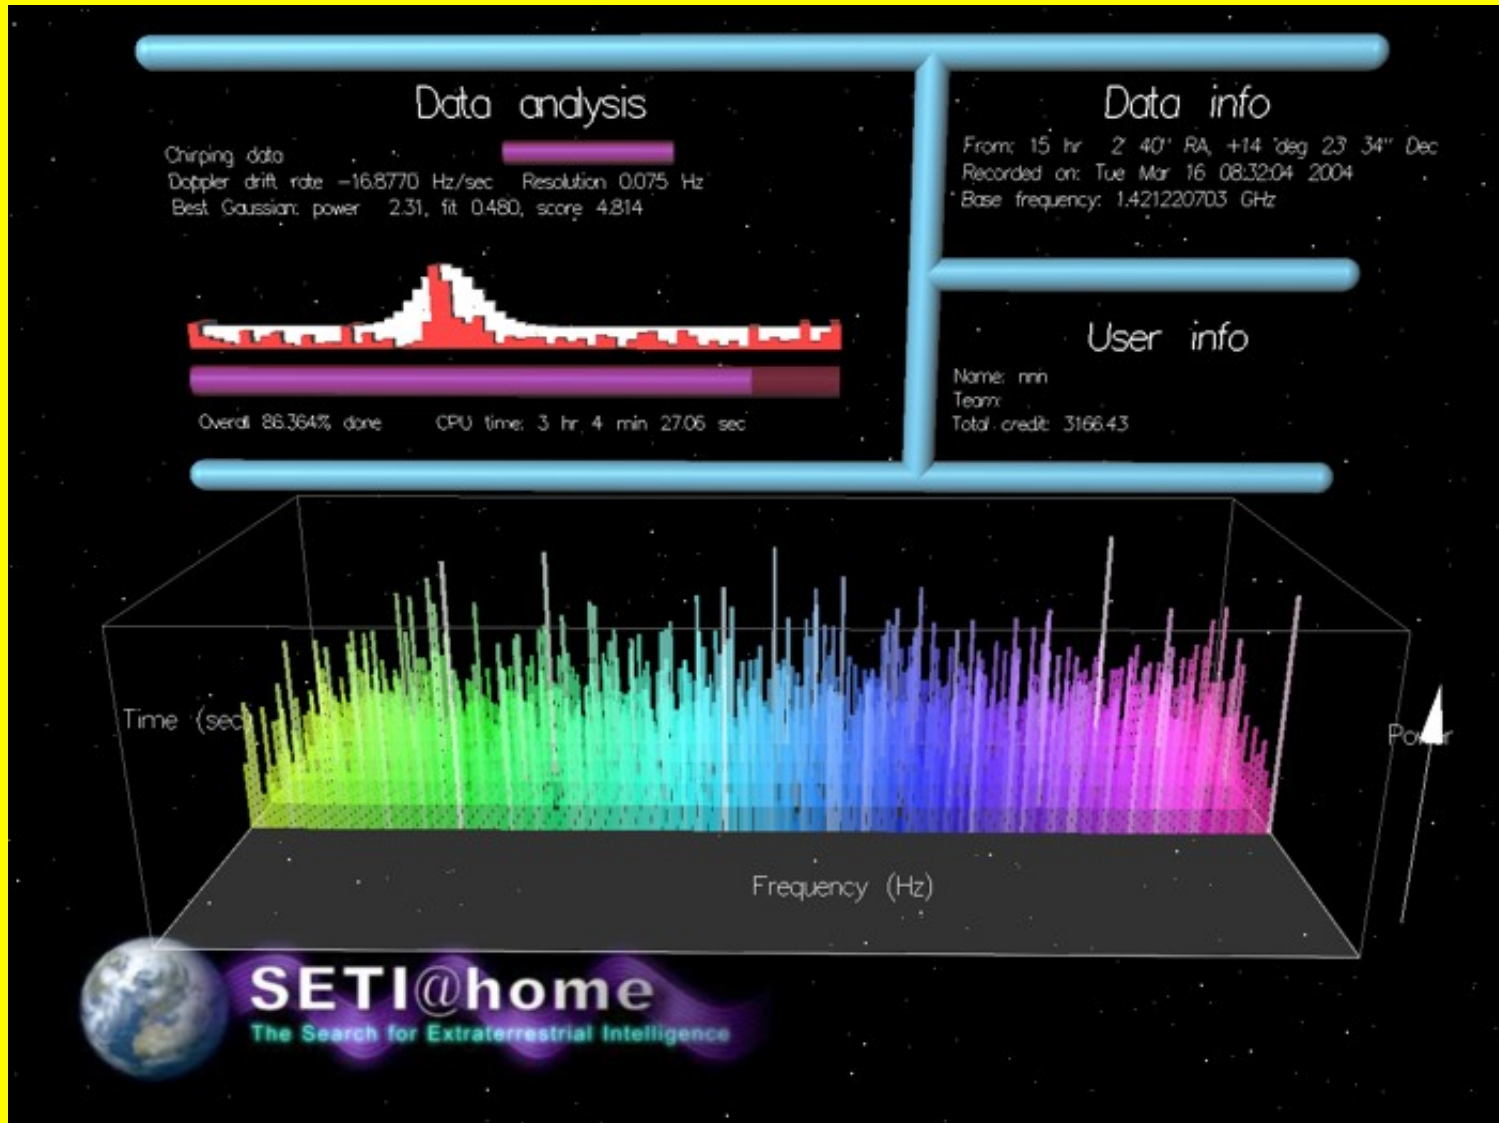 Data analysis
Chirping data
Doppler drift rate -16.8770 Hz/sec Resolution 0.075 Hz
Best Gaussian: power 2.31, fit 0.480, score 4.814
Overall 86.364% done CPU time: 3 hr 4 min 27.06 sec
Data info
From: 15 hr 2' 40'' RA, +14 deg 23' 34'' Dec
Recorded on: Tue Mar 16 08:32:04 2004
Base frequency: 1.421220703 GHz
User info
Name: nnn
Team:
Total credit: 3166.43
Time (sec)
Power
Frequency (Hz)
SETI@home
The Search for Extraterrestrial Intelligence